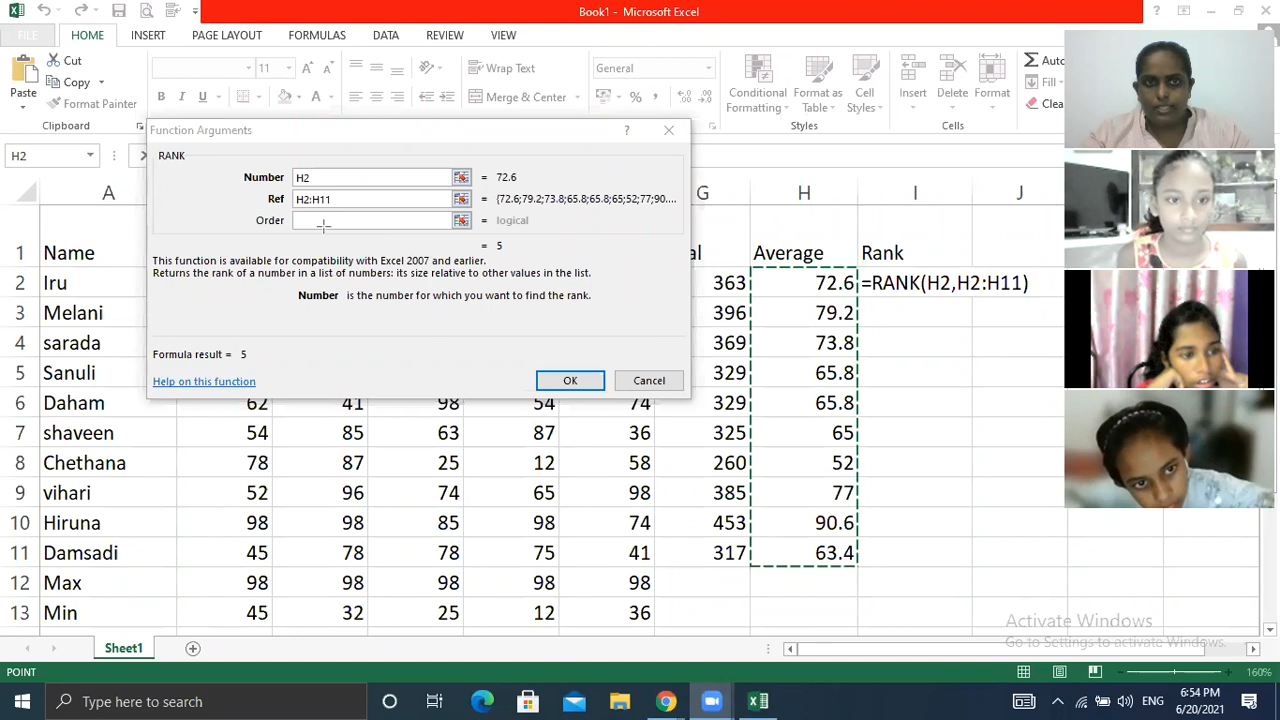 Book1 - Microsoft Excel
FILE HOME INSERT PAGE LAYOUT FORMULAS DATA REVIEW VIEW
Paste
Cut
Copy
Format Painter
Clipboard
11 A A
B I U A
Wrap Text
Merge & Center
General
% ,
Conditional Formatting
Format as Table
Cell Styles
Styles
Insert Delete Format
Cells
Auto
Fill
Clea
H2
Function Arguments ?
RANK
Number H2 = 72.6
Ref H2:H11 = {72.6;79.2;73.8;65.8;65.8;65;52;77;90....
Order = logical
= 5
This function is available for compatibility with Excel 2007 and earlier.
Returns the rank of a number in a list of numbers: its size relative to other values in the list.
Number is the number for which you want to find the rank.
Formula result = 5
Help on this function OK Cancel
A G H I J
1 Name al Average Rank
2 Iru 363 72.6 =RANK(H2,H2:H11)
3 Melani 396 79.2
4 sarada 369 73.8
5 Sanuli 329 65.8
6 Daham 62 41 98 54 74 329 65.8
7 shaveen 54 85 63 87 36 325 65
8 Chethana 78 87 25 12 58 260 52
9 vihari 52 96 74 65 98 385 77
10 Hiruna 98 98 85 98 74 453 90.6
11 Damsadi 45 78 78 75 41 317 63.4
12 Max 98 98 98 98 98
13 Min 45 32 25 12 36
Activate Windows
Go to Settings to activate Windows.
Sheet1
POINT 160%
Type here to search
ENG
6:54 PM
6/20/2021